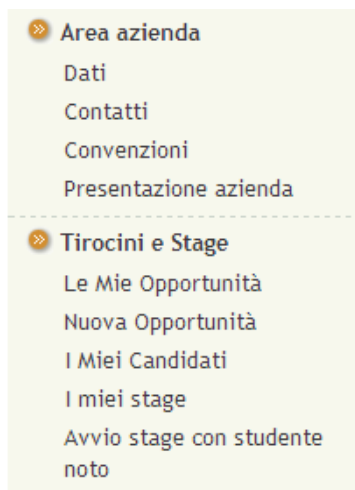 Area azienda
Dati
Contatti
Convenzioni
Presentazione azienda
Tirocini e Stage
Le Mie Opportunità
Nuova Opportunità
I Miei Candidati
I miei stage
Avvio stage con studente
noto